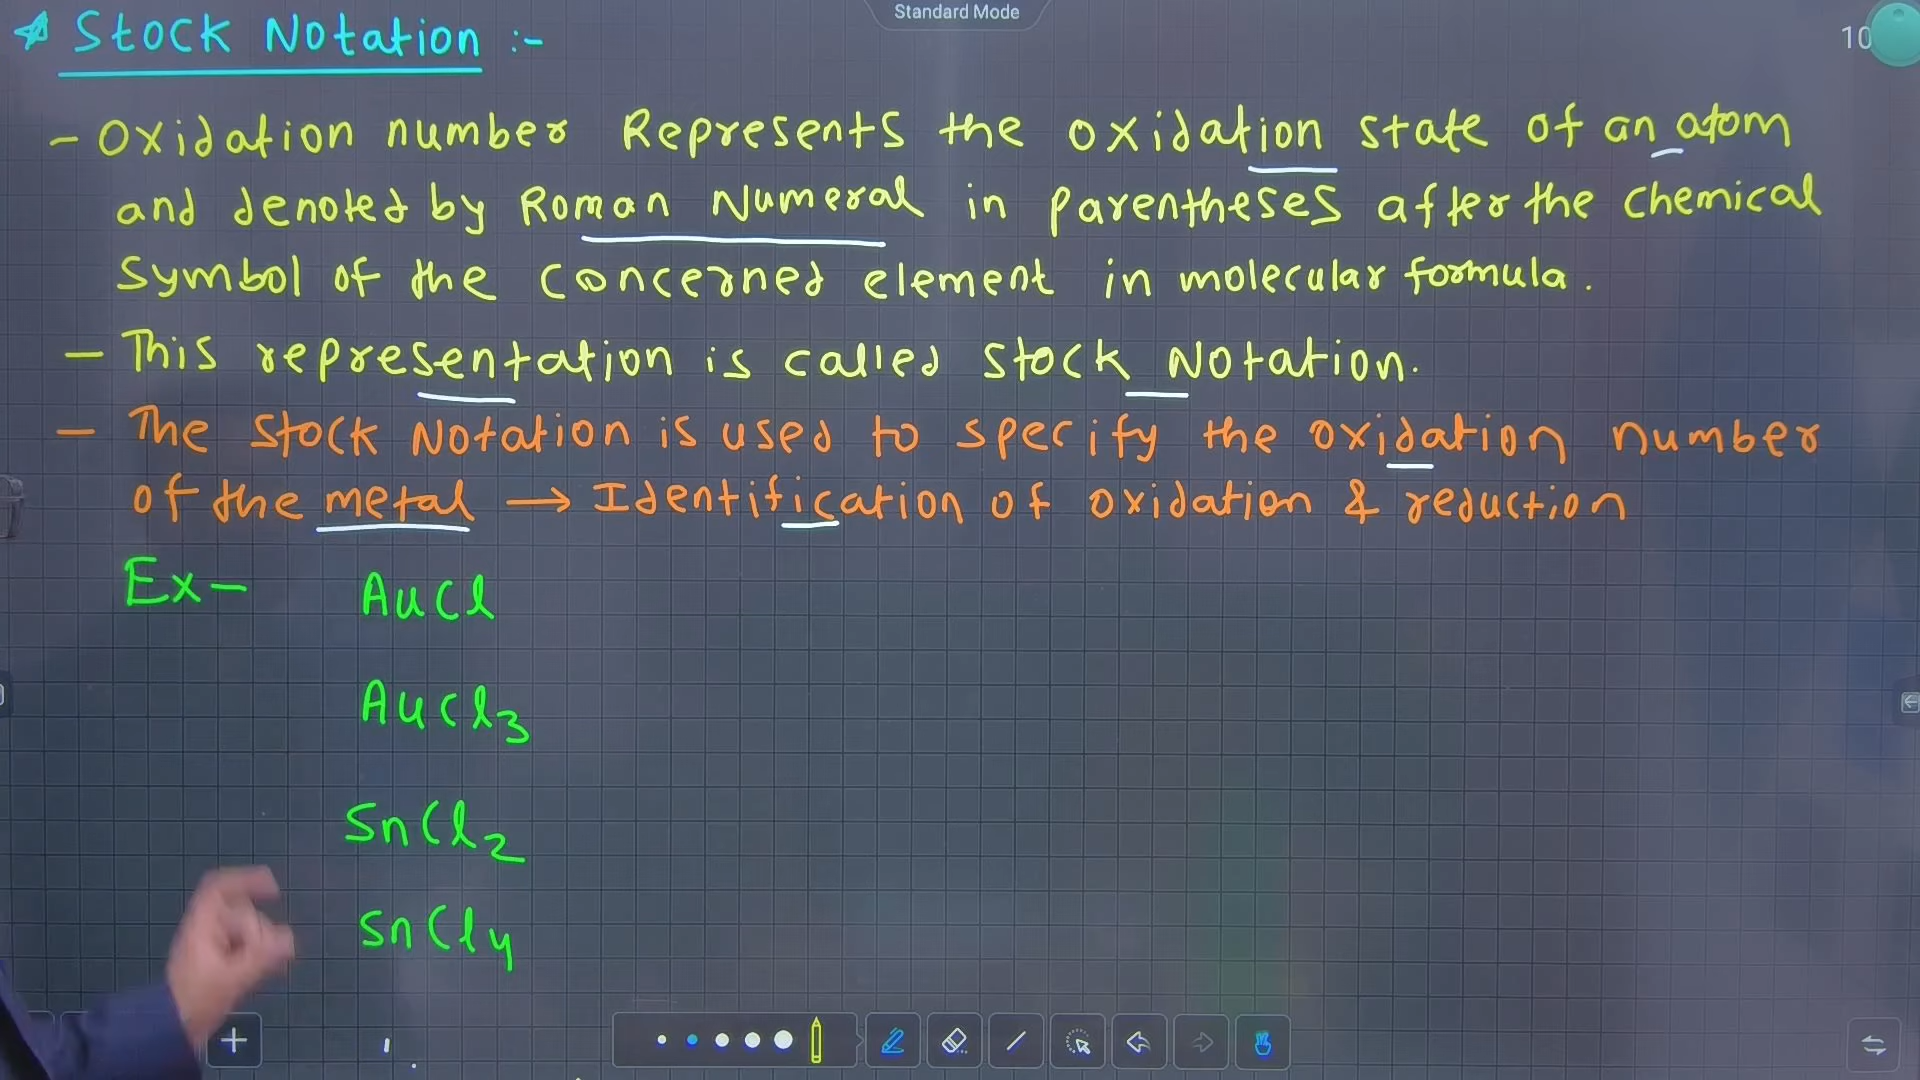 Standard Mode
10
* Stock Notation :-
- Oxidation number Represents the oxidation state of an atom
and denoted by Roman Numeral in parentheses after the chemical
Symbol of the concerned element in molecular formula.
- This representation is called Stock Notation.
- The Stock Notation is used to specify the oxidation number
of the metal → Identification of oxidation & reduction
Ex- AuCl
AuCl3
SnCl2
SnCl4